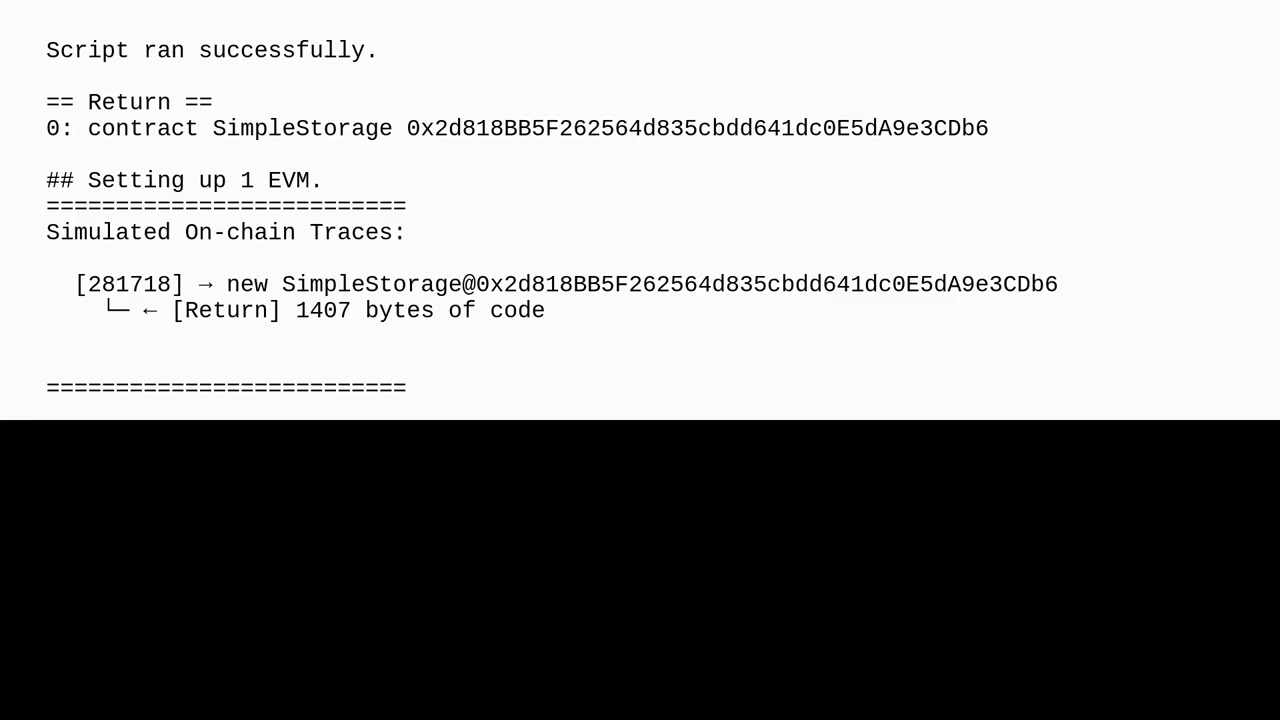 Script ran successfully.
== Return ==
0: contract SimpleStorage 0x2d818BB5F262564d835cbdd641dc0E5dA9e3CDb6
## Setting up 1 EVM.
==========================
Simulated On-chain Traces:
[281718] → new SimpleStorage@0x2d818BB5F262564d835cbdd641dc0E5dA9e3CDb6
└─ ← [Return] 1407 bytes of code
==========================